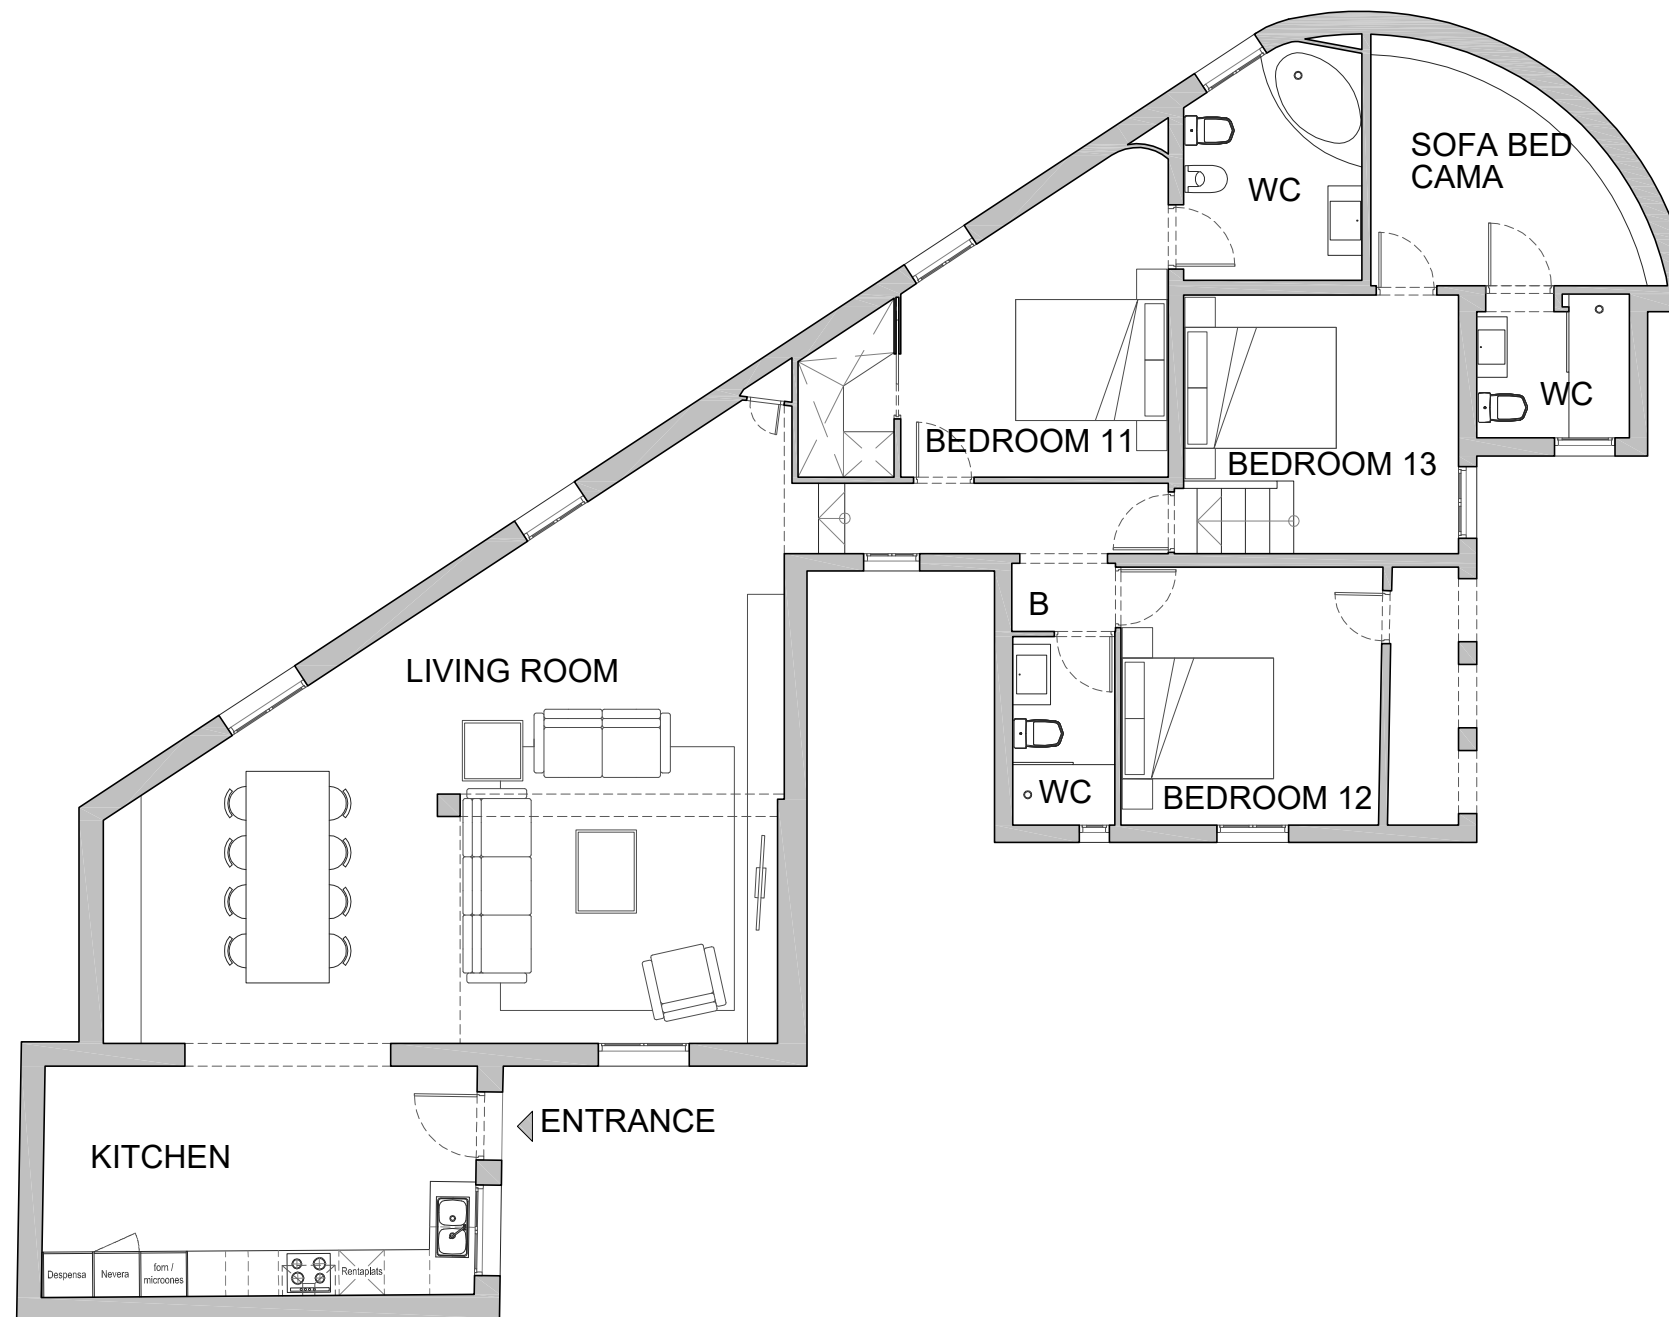 SOFA BED
CAMA
WC
WC
BEDROOM 11
BEDROOM 13
B
LIVING ROOM
WC
BEDROOM 12
ENTRANCE
KITCHEN
Despensa
Nevera
forn /
microones
Rentaplats